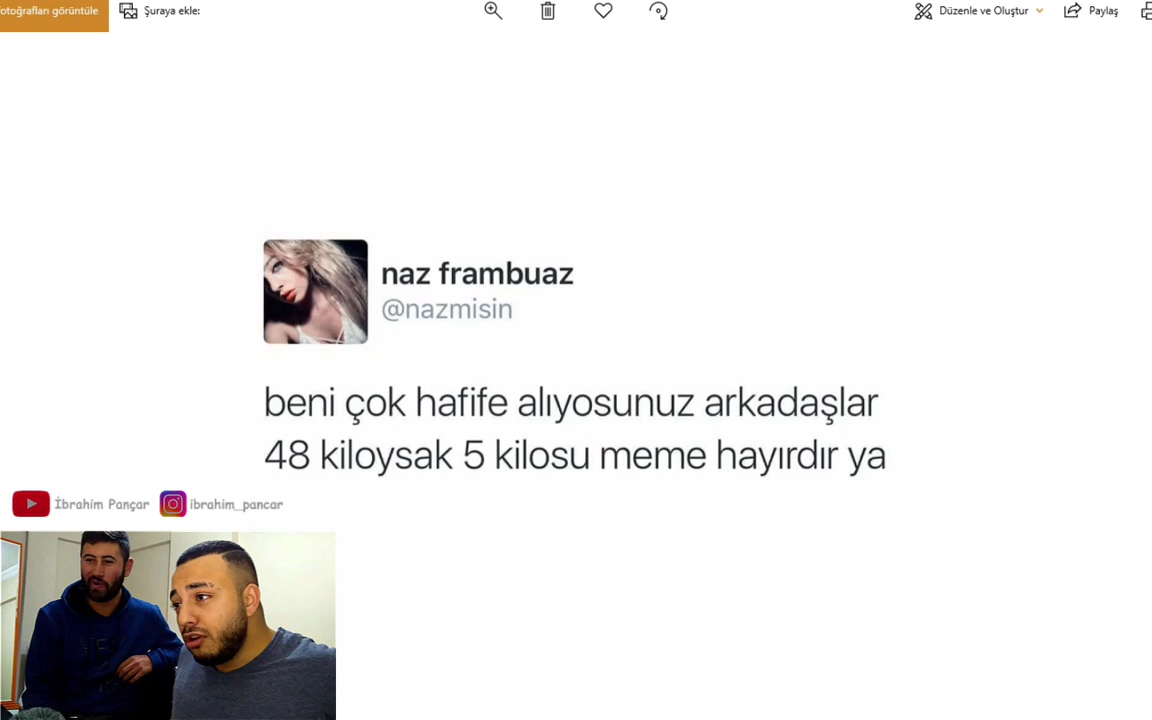 fotoğrafları görüntüle
Şuraya ekle:
Düzenle ve Oluştur
Paylaş
naz frambuaz
@nazmisin
beni çok hafife alıyosunuz arkadaşlar
48 kiloysak 5 kilosu meme hayırdır ya
İbrahim Pançar
ibrahim_pancar